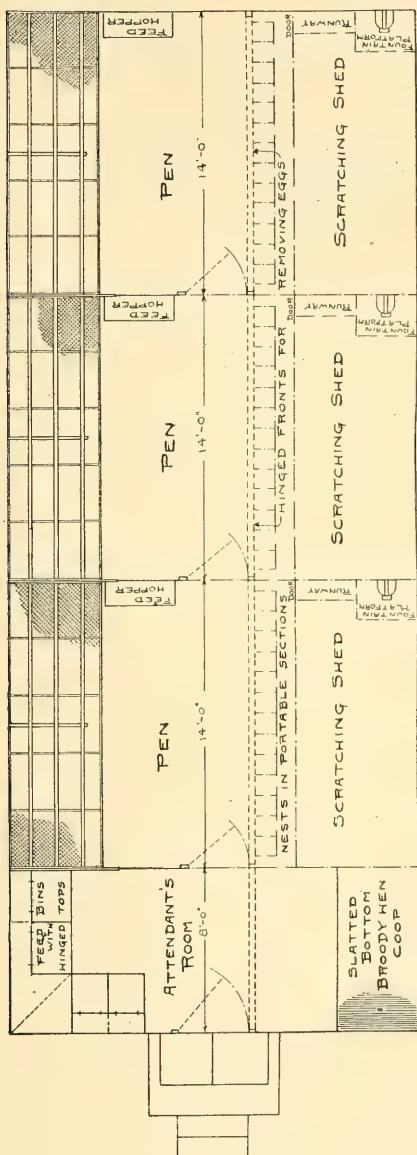 FEED
HOPPER
FEED
HOPPER
FEED
HOPPER
PEN
PEN
PEN
14'-0"
14'-0"
14'-0"
8'-0"
ATTENDANT'S
ROOM
FEED BINS
WITH
HINGED TOPS
NESTS IN PORTABLE SECTIONS
HINGED FRONTS FOR
REMOVING EGGS
DOOR
DOOR
DOOR
RUNWAY
RUNWAY
RUNWAY
SCRATCHING SHED
SCRATCHING SHED
SCRATCHING SHED
FOUNTAIN
PLATFORM
FOUNTAIN
PLATFORM
FOUNTAIN
PLATFORM
SLATTED
BOTTOM
BROODY HEN
COOP